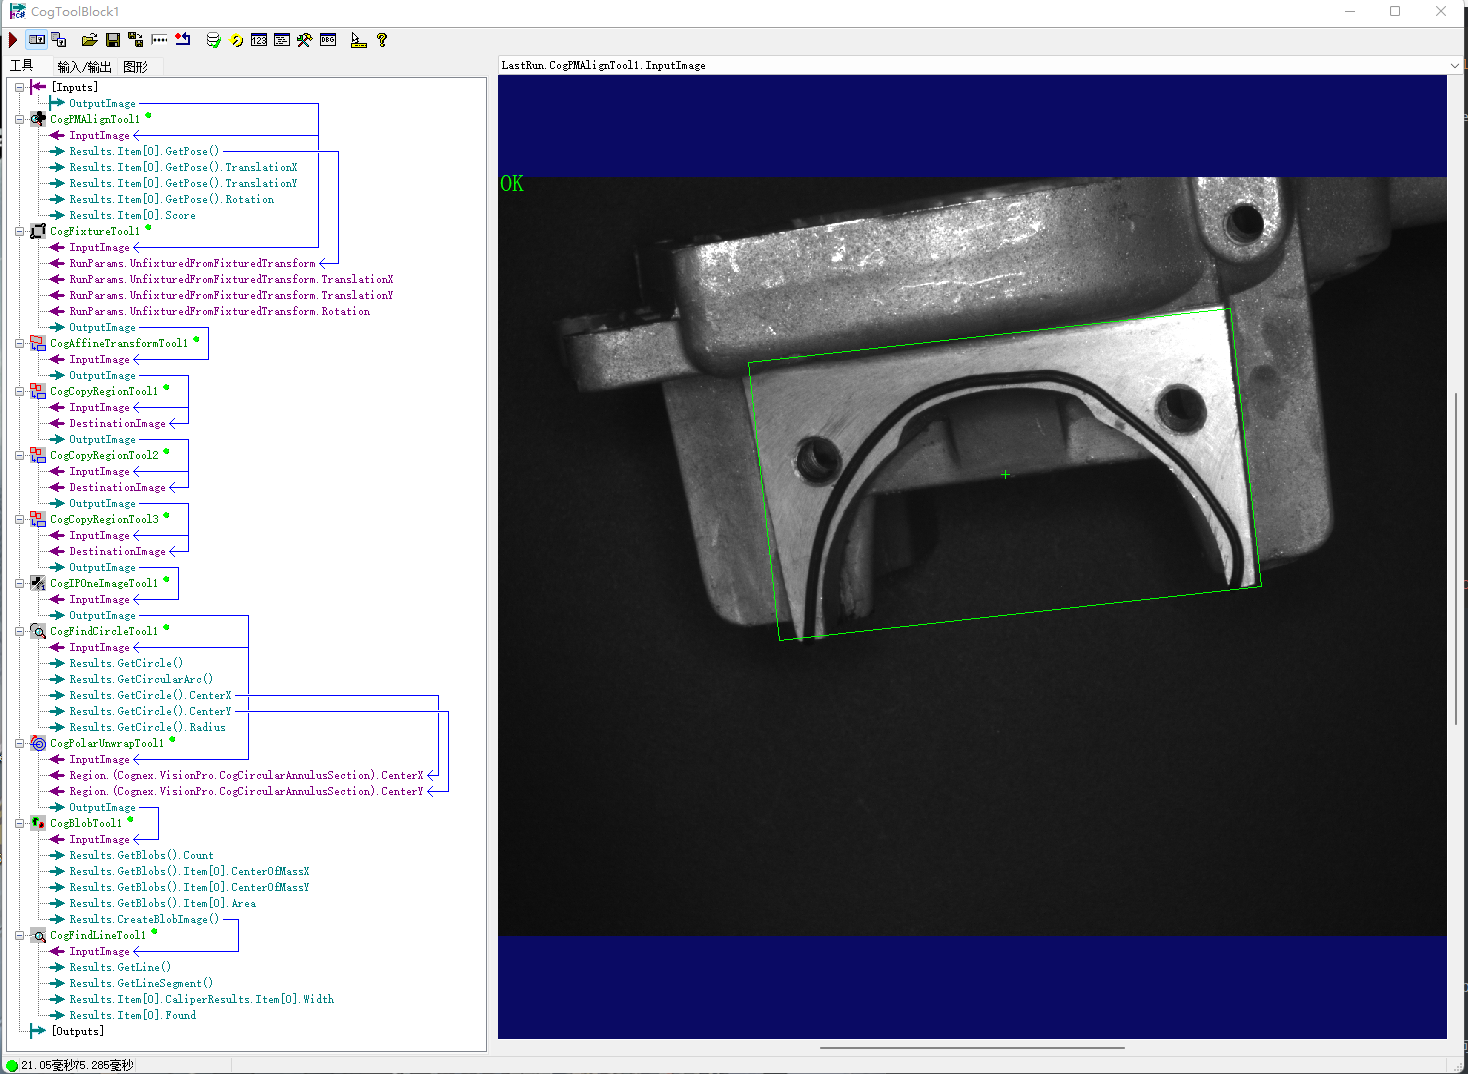 CogToolBlock1
工具 输入/输出 图形
[Inputs]
OutputImage
CogPMAlignTool1
InputImage
Results.Item[0].GetPose()
Results.Item[0].GetPose().TranslationX
Results.Item[0].GetPose().TranslationY
Results.Item[0].GetPose().Rotation
Results.Item[0].Score
CogFixtureTool1
InputImage
RunParams.UnfixturedFromFixturedTransform
RunParams.UnfixturedFromFixturedTransform.TranslationX
RunParams.UnfixturedFromFixturedTransform.TranslationY
RunParams.UnfixturedFromFixturedTransform.Rotation
OutputImage
CogAffineTransformTool1
InputImage
OutputImage
CogCopyRegionTool1
InputImage
DestinationImage
OutputImage
CogCopyRegionTool2
InputImage
DestinationImage
OutputImage
CogCopyRegionTool3
InputImage
DestinationImage
OutputImage
CogIPOneImageTool1
InputImage
OutputImage
CogFindCircleTool1
InputImage
Results.GetCircle()
Results.GetCircularArc()
Results.GetCircle().CenterX
Results.GetCircle().CenterY
Results.GetCircle().Radius
CogPolarUnwrapTool1
InputImage
Region.(Cognex.VisionPro.CogCircularAnnulusSection).CenterX
Region.(Cognex.VisionPro.CogCircularAnnulusSection).CenterY
OutputImage
CogBlobTool1
InputImage
Results.GetBlobs().Count
Results.GetBlobs().Item[0].CenterOfMassX
Results.GetBlobs().Item[0].CenterOfMassY
Results.GetBlobs().Item[0].Area
Results.CreateBlobImage()
CogFindLineTool1
InputImage
Results.GetLine()
Results.GetLineSegment()
Results.Item[0].CaliperResults.Item[0].Width
Results.Item[0].Found
[Outputs]
21.05毫秒75.285毫秒
LastRun.CogPMAlignTool1.InputImage
OK